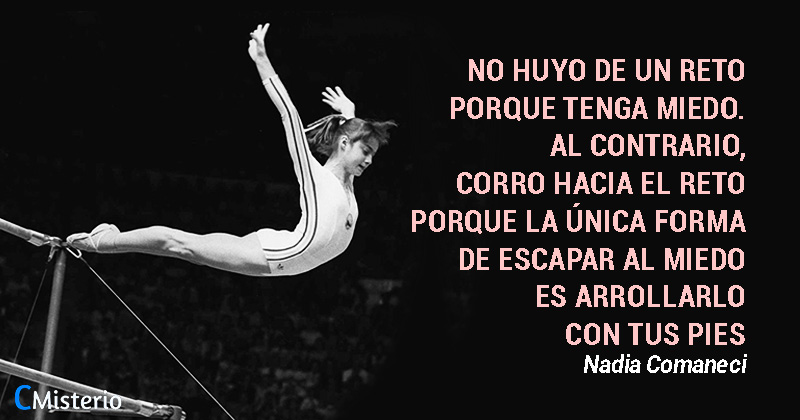 NO HUYO DE UN RETO
PORQUE TENGA MIEDO.
AL CONTRARIO,
CORRO HACIA EL RETO
PORQUE LA ÚNICA FORMA
DE ESCAPAR AL MIEDO
ES ARROLLARLO
CON TUS PIES
Nadia Comaneci
CMisterio